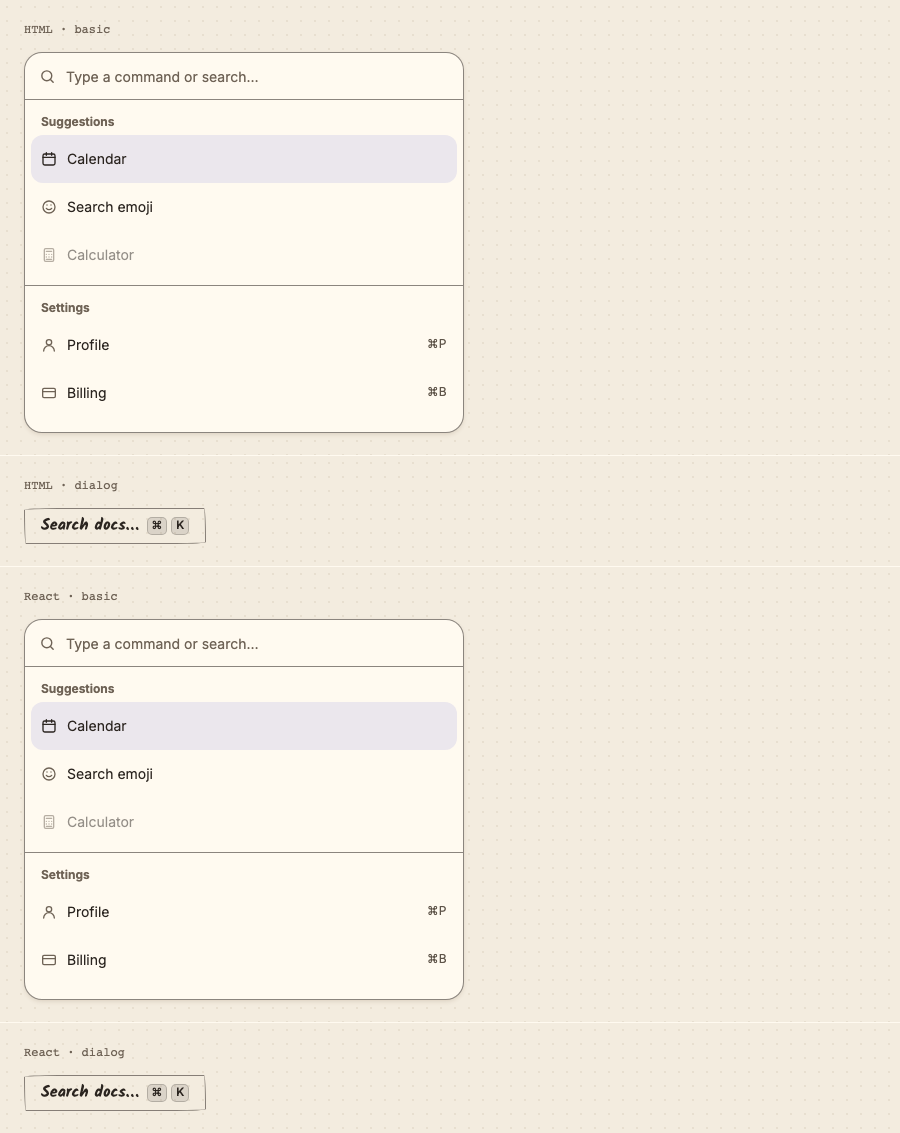 HTML · basic
Type a command or search...
Suggestions
Calendar
Search emoji
Calculator
Settings
Profile ⌘P
Billing ⌘B
HTML · dialog
Search docs... ⌘ K
React · basic
Type a command or search...
Suggestions
Calendar
Search emoji
Calculator
Settings
Profile ⌘P
Billing ⌘B
React · dialog
Search docs... ⌘ K